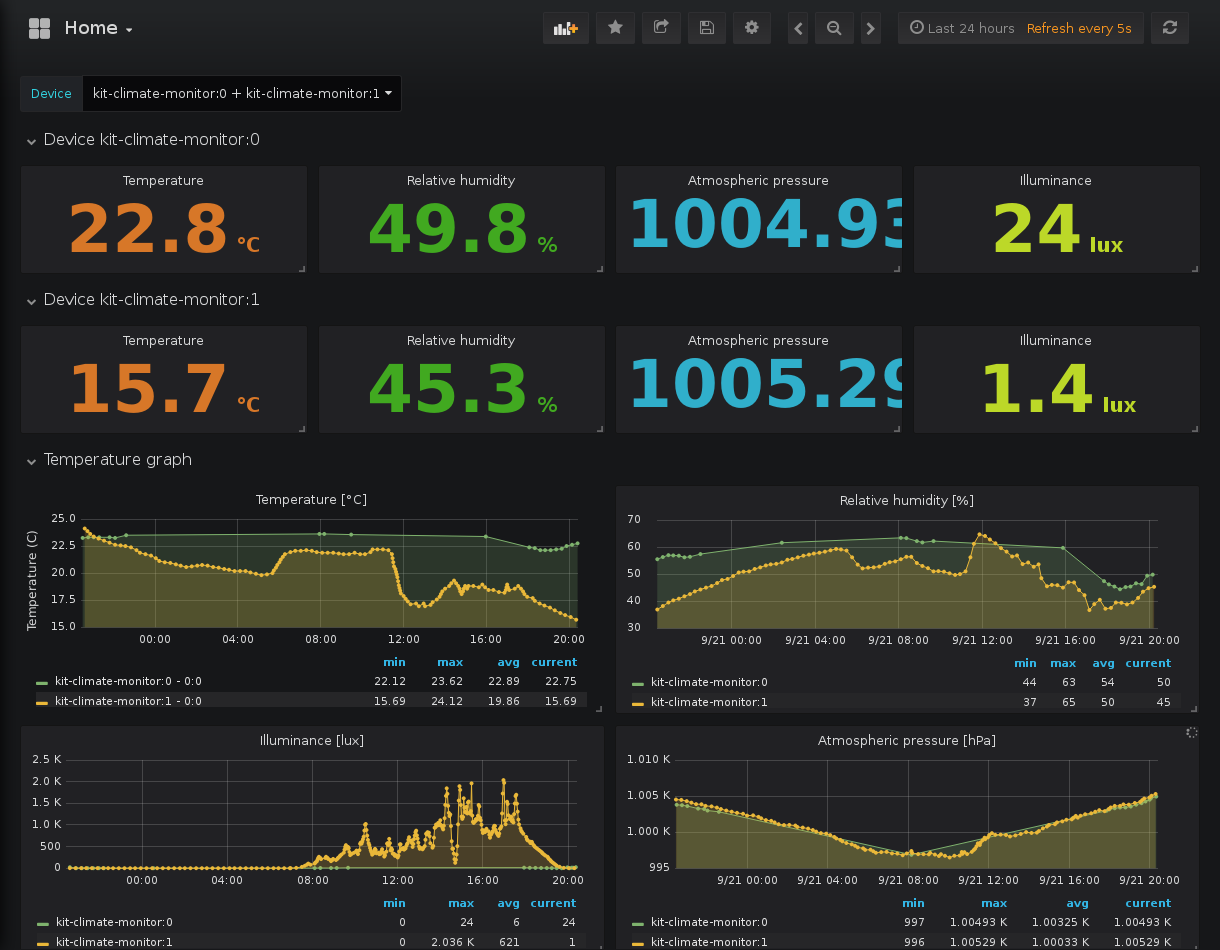 Home
Last 24 hours Refresh every 5s
Device kit-climate-monitor:0 + kit-climate-monitor:1
Device kit-climate-monitor:0
Temperature Relative humidity Atmospheric pressure Illuminance
22.8 °C 49.8 % 1004.93 24 lux
Device kit-climate-monitor:1
Temperature Relative humidity Atmospheric pressure Illuminance
15.7 °C 45.3 % 1005.29 1.4 lux
Temperature graph
Temperature [°C]
Temperature (C)
25.0
22.5
20.0
17.5
15.0
00:00 04:00 08:00 12:00 16:00 20:00
min max avg current
kit-climate-monitor:0 - 0:0 22.12 23.62 22.89 22.75
kit-climate-monitor:1 - 0:0 15.69 24.12 19.86 15.69
Relative humidity [%]
70
60
50
40
30
9/21 00:00 9/21 04:00 9/21 08:00 9/21 12:00 9/21 16:00 9/21 20:00
min max avg current
kit-climate-monitor:0 44 63 54 50
kit-climate-monitor:1 37 65 50 45
Illuminance [lux]
2.5 K
2.0 K
1.5 K
1.0 K
500
0
00:00 04:00 08:00 12:00 16:00 20:00
min max avg current
kit-climate-monitor:0 0 24 6 24
kit-climate-monitor:1 0 2.036 K 621 1
Atmospheric pressure [hPa]
1.010 K
1.005 K
1.000 K
995
9/21 00:00 9/21 04:00 9/21 08:00 9/21 12:00 9/21 16:00 9/21 20:00
min max avg current
kit-climate-monitor:0 997 1.00493 K 1.00325 K 1.00493 K
kit-climate-monitor:1 996 1.00529 K 1.00033 K 1.00529 K